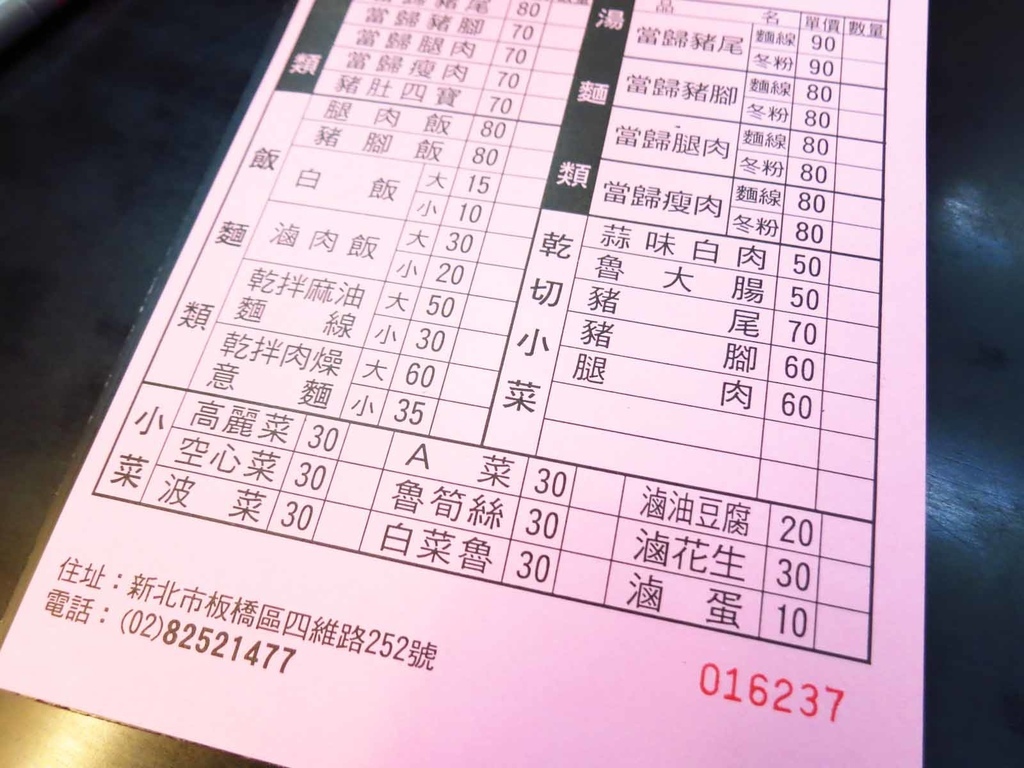 豬尾 80
當歸豬腳 70
當歸腿肉 70
當歸瘦肉 70
豬肚四寶 70
類
飯麵類
腿肉飯 80
豬腳飯 80
白飯 大 15
小 10
滷肉飯 大 30
小 20
乾拌麻油麵線 大 50
小 30
乾拌肉燥意麵 大 60
小 35
湯麵類
品名 單價 數量
當歸豬尾 麵線 90
冬粉 90
當歸豬腳 麵線 80
冬粉 80
當歸腿肉 麵線 80
冬粉 80
當歸瘦肉 麵線 80
冬粉 80
乾切小菜
蒜味白肉 50
魯大腸 50
豬尾 70
豬腳 60
腿肉 60
小菜
高麗菜 30 A菜 30 滷油豆腐 20
空心菜 30 魯筍絲 30 滷花生 30
波菜 30 白菜魯 30 滷蛋 10
住址：新北市板橋區四維路252號
電話：(02)82521477
016237